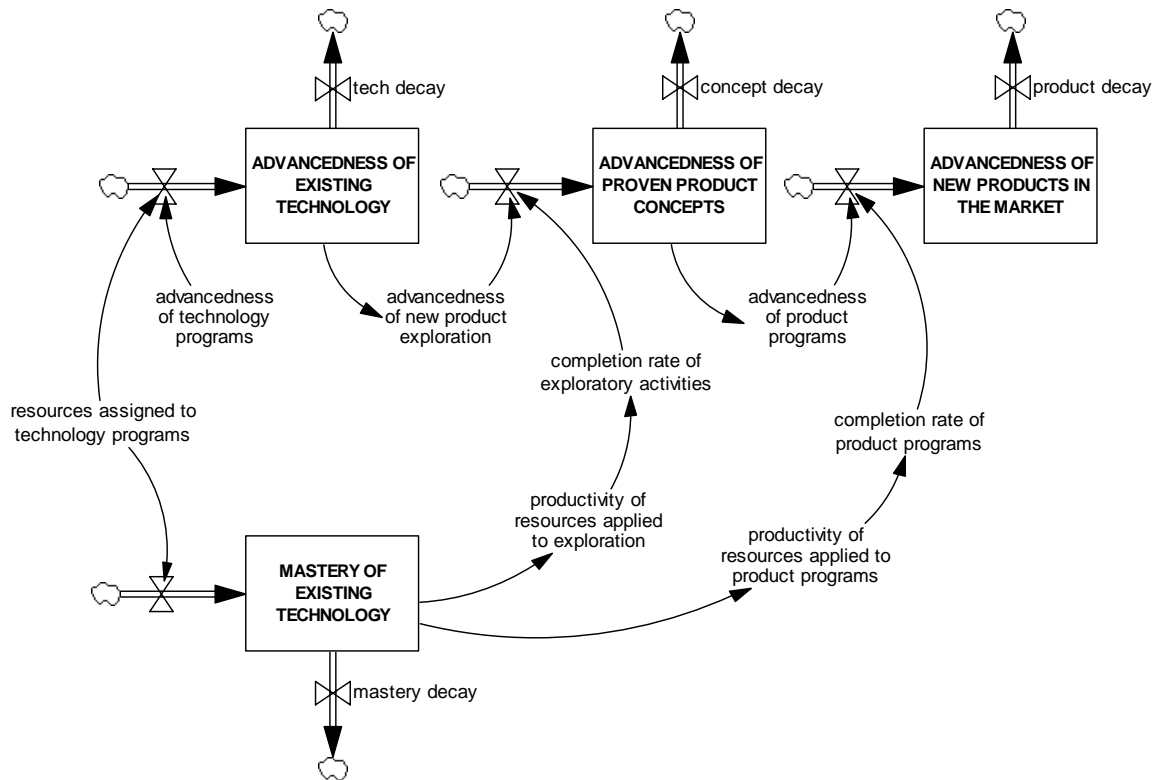 tech decay
concept decay
product decay
ADVANCEDNESS OF
EXISTING
TECHNOLOGY
ADVANCEDNESS OF
PROVEN PRODUCT
CONCEPTS
ADVANCEDNESS OF
NEW PRODUCTS IN
THE MARKET
advancedness
of technology
programs
advancedness
of new product
exploration
advancedness
of product
programs
completion rate of
exploratory activities
resources assigned to
technology programs
completion rate of
product programs
productivity of
resources applied
to exploration
productivity of
resources applied to
product programs
MASTERY OF
EXISTING
TECHNOLOGY
mastery decay